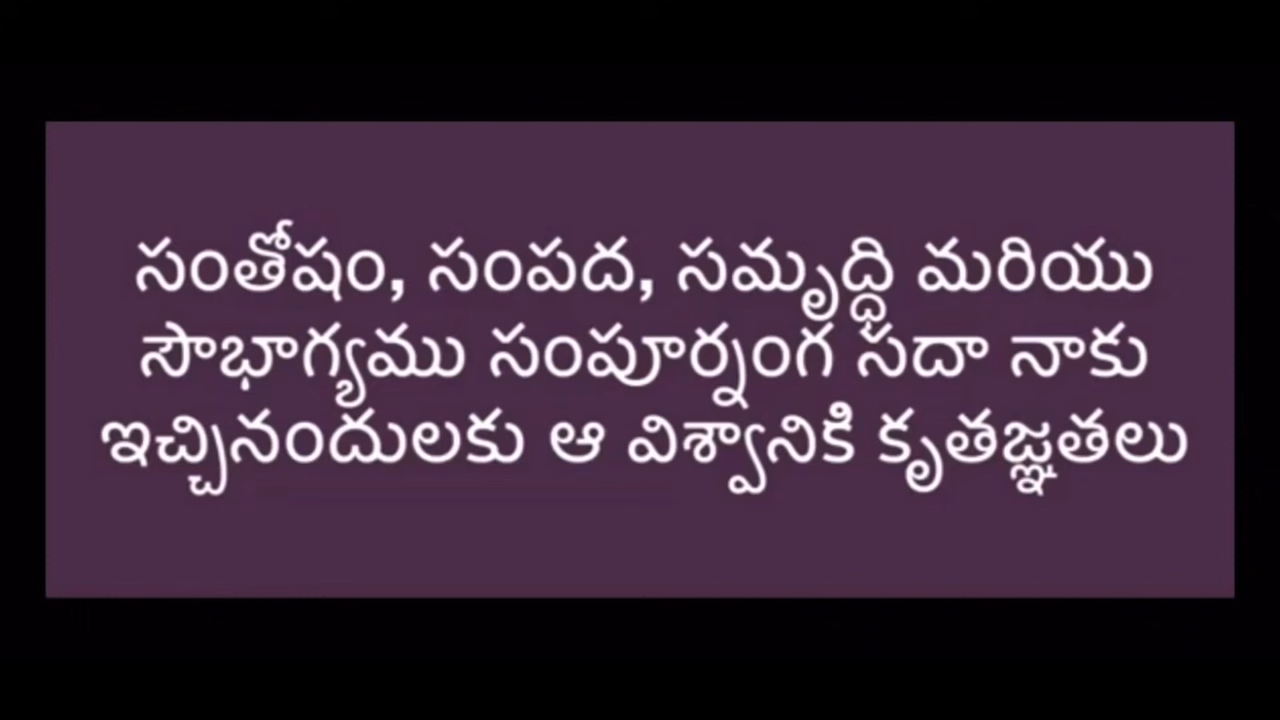 సంతోషం, సంపద, సమృద్ధి మరియు
సౌభాగ్యము సంపూర్నంగ సదా నాకు
ఇచ్చినందులకు ఆ విశ్వానికి కృతజ్ఞతలు